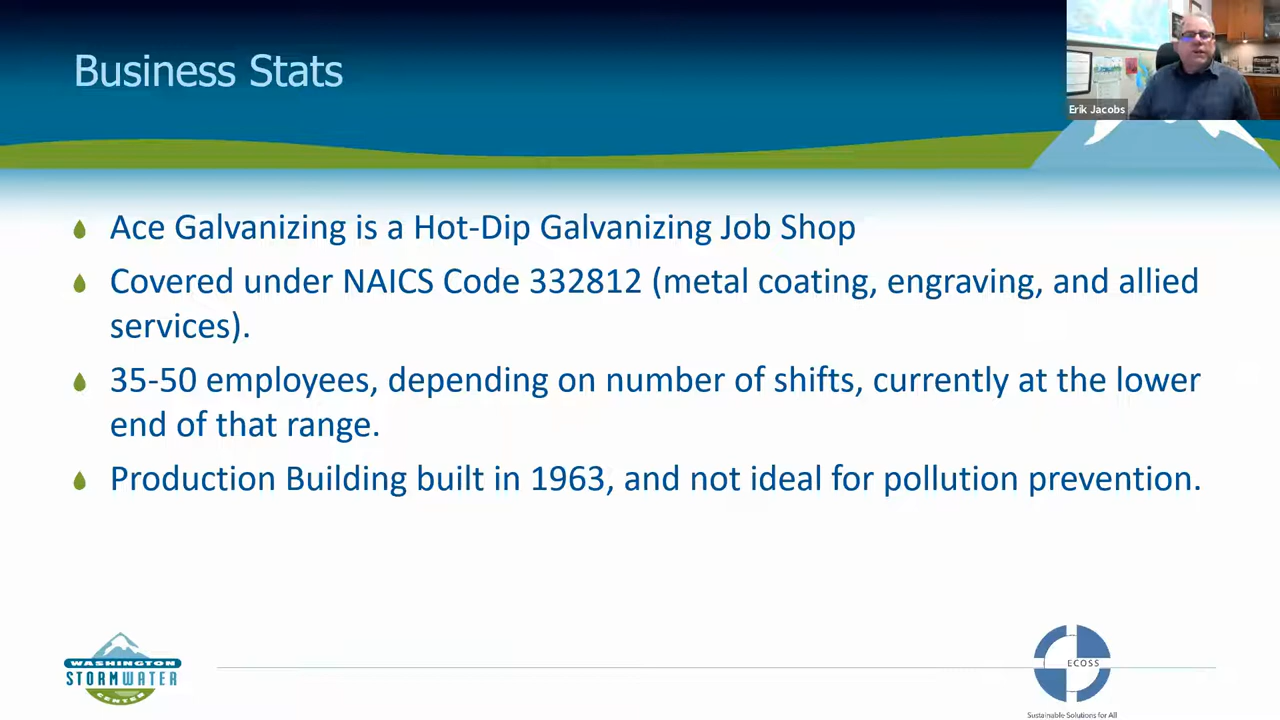 Business Stats
Erik Jacobs
Ace Galvanizing is a Hot-Dip Galvanizing Job Shop
Covered under NAICS Code 332812 (metal coating, engraving, and allied
services).
35-50 employees, depending on number of shifts, currently at the lower
end of that range.
Production Building built in 1963, and not ideal for pollution prevention.
WASHINGTON
STORMWATER
CENTER
ECOSS
Sustainable Solutions for All